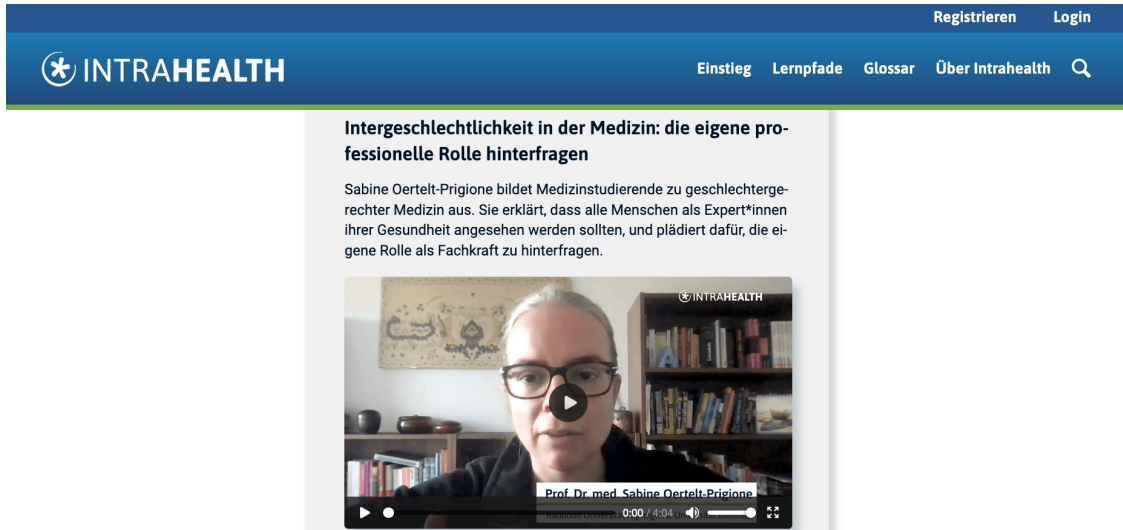 Registrieren Login
INTRAHEALTH
Einstieg Lernpfade Glossar Über Intrahealth
Intergeschlechtlichkeit in der Medizin: die eigene pro-
fessionelle Rolle hinterfragen
Sabine Oertelt-Prigione bildet Medizinstudierende zu geschlechterge-
rechter Medizin aus. Sie erklärt, dass alle Menschen als Expert*innen
ihrer Gesundheit angesehen werden sollten, und plädiert dafür, die ei-
gene Rolle als Fachkraft zu hinterfragen.
INTRAHEALTH
Prof. Dr. med. Sabine Oertelt-Prigione
0:00 / 4:04